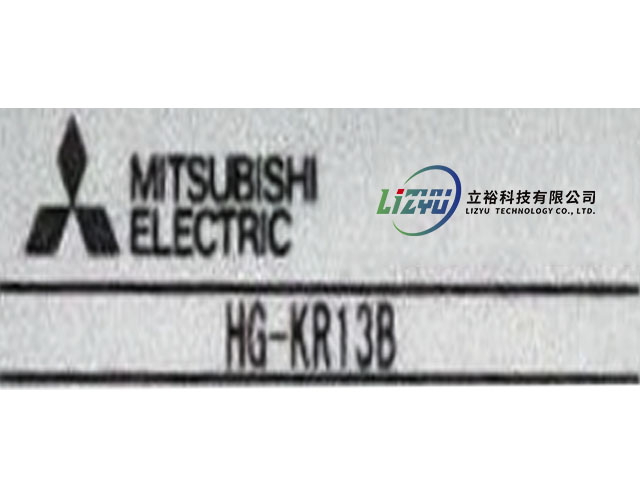 MITSUBISHI
ELECTRIC
LiZYU
立裕科技有限公司
LIZYU TECHNOLOGY CO., LTD.
HG-KR13B